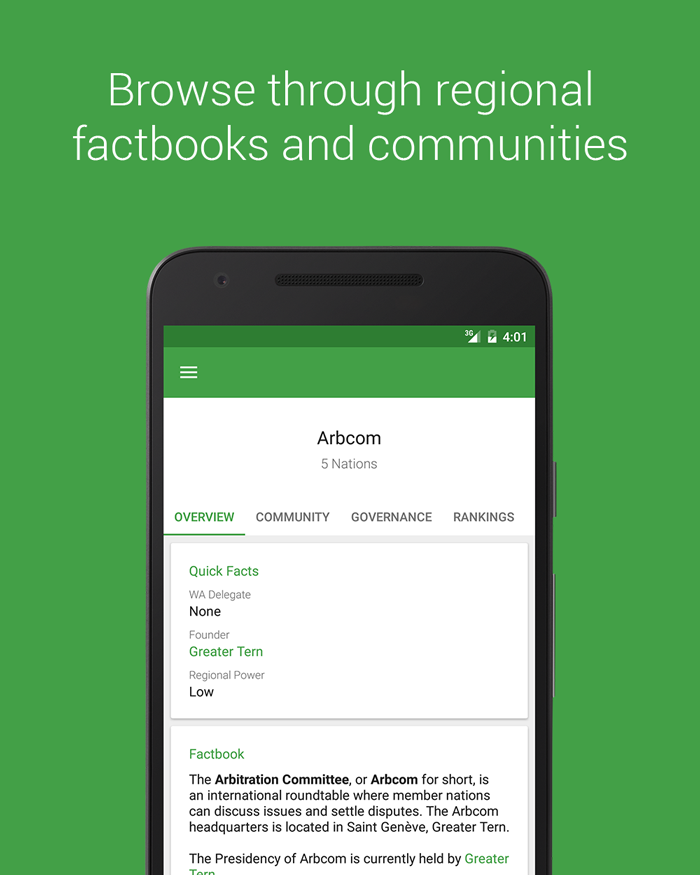 Browse through regional
factbooks and communities
3G 4:01
Arbcom
5 Nations
OVERVIEW COMMUNITY GOVERNANCE RANKINGS
Quick Facts
WA Delegate
None
Founder
Greater Tern
Regional Power
Low
Factbook
The Arbitration Committee, or Arbcom for short, is
an international roundtable where member nations
can discuss issues and settle disputes. The Arbcom
headquarters is located in Saint Genève, Greater Tern.
The Presidency of Arbcom is currently held by Greater
Tern